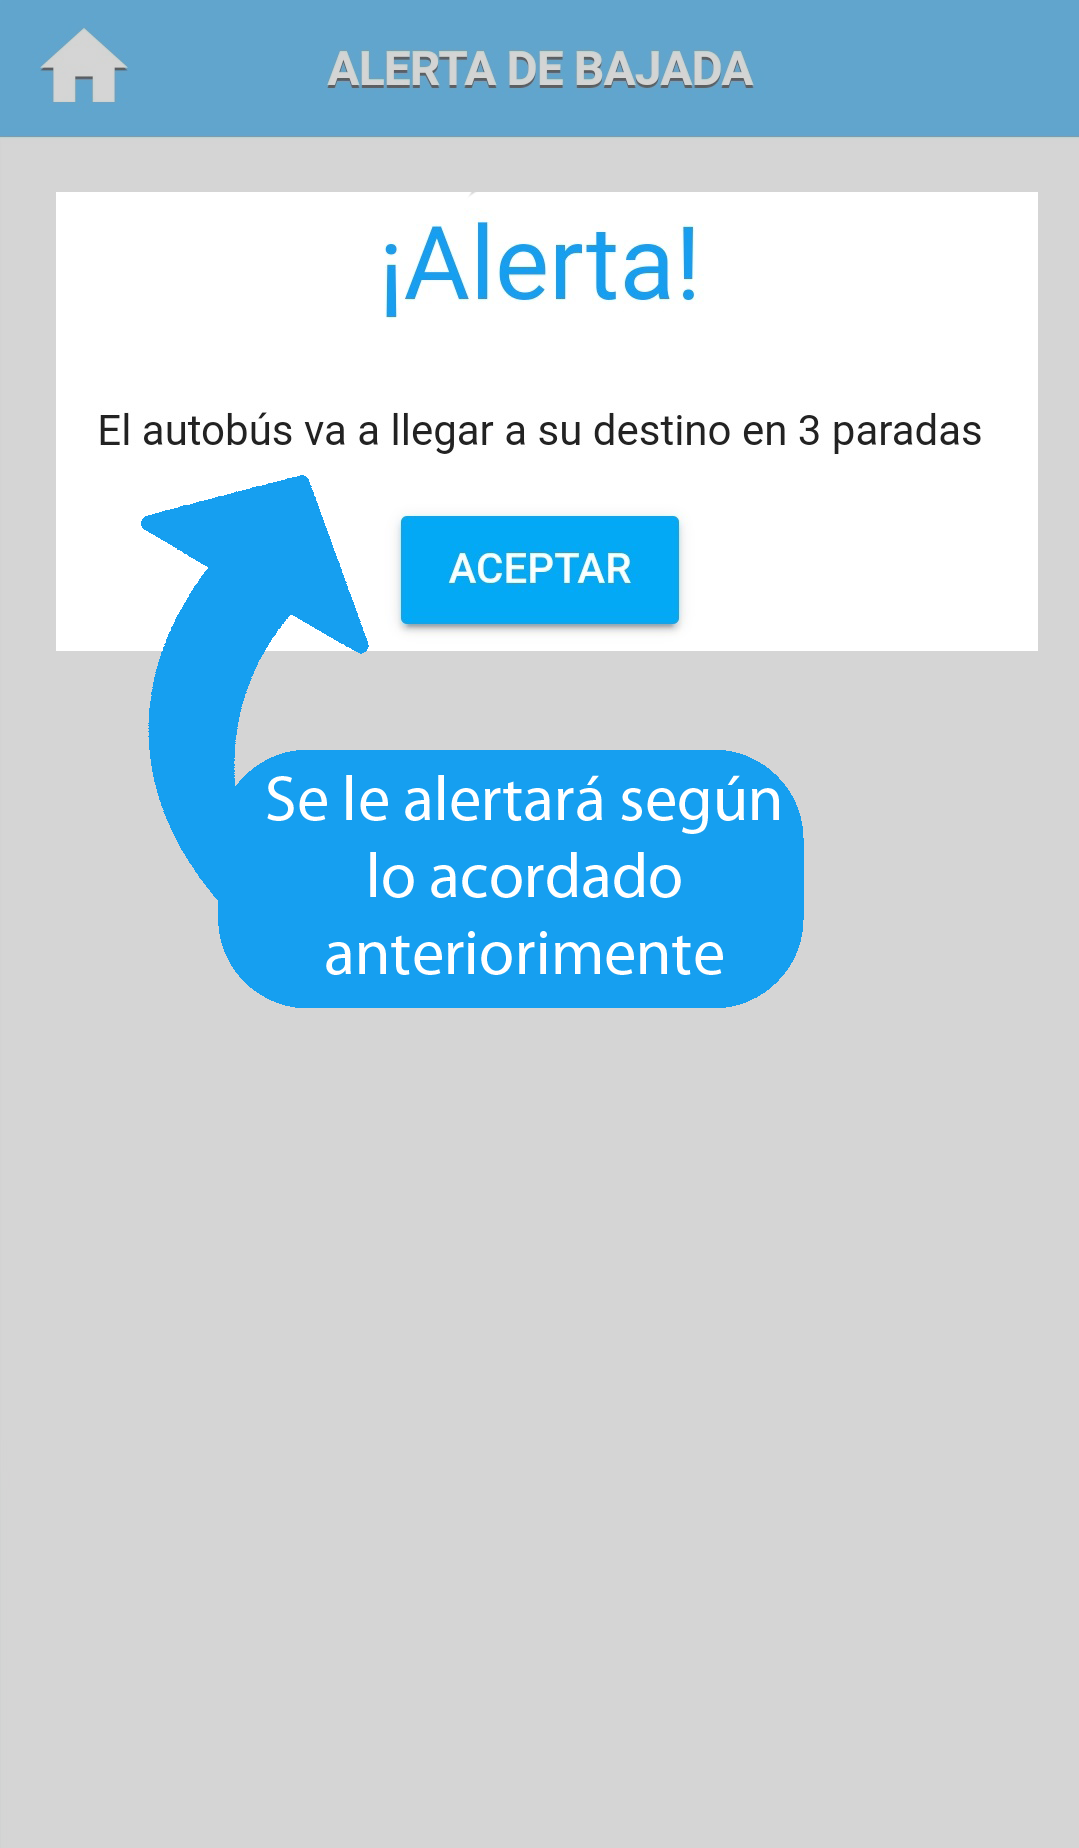 ALERTA DE BAJADA
¡Alerta!
El autobús va a llegar a su destino en 3 paradas
ACEPTAR
Se le alertará según
lo acordado
anteriorimente